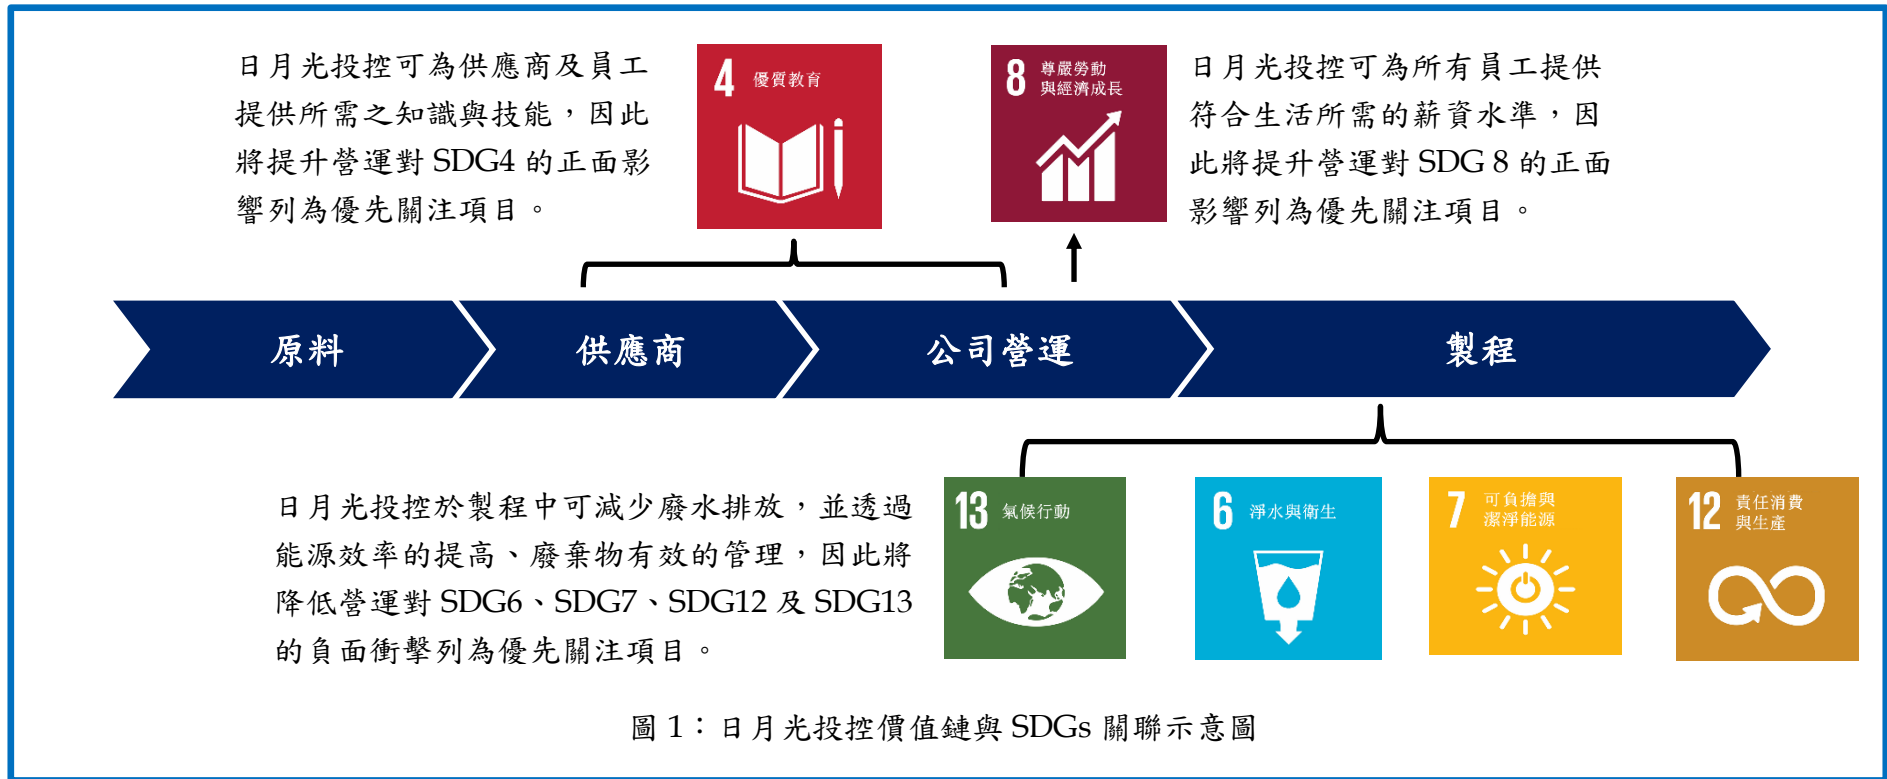 日月光投控可為供應商及員工
提供所需之知識與技能，因此
將提升營運對 SDG4 的正面影
響列為優先關注項目。
4 優質教育
8 尊嚴勞動
與經濟成長
日月光投控可為所有員工提供
符合生活所需的薪資水準，因
此將提升營運對 SDG 8 的正面
影響列為優先關注項目。
原料
供應商
公司營運
製程
日月光投控於製程中可減少廢水排放，並透過
能源效率的提高、廢棄物有效的管理，因此將
降低營運對 SDG6、SDG7、SDG12 及 SDG13
的負面衝擊列為優先關注項目。
13 氣候行動
6 淨水與衛生
7 可負擔與
潔淨能源
12 責任消費
與生產
圖 1：日月光投控價值鏈與 SDGs 關聯示意圖